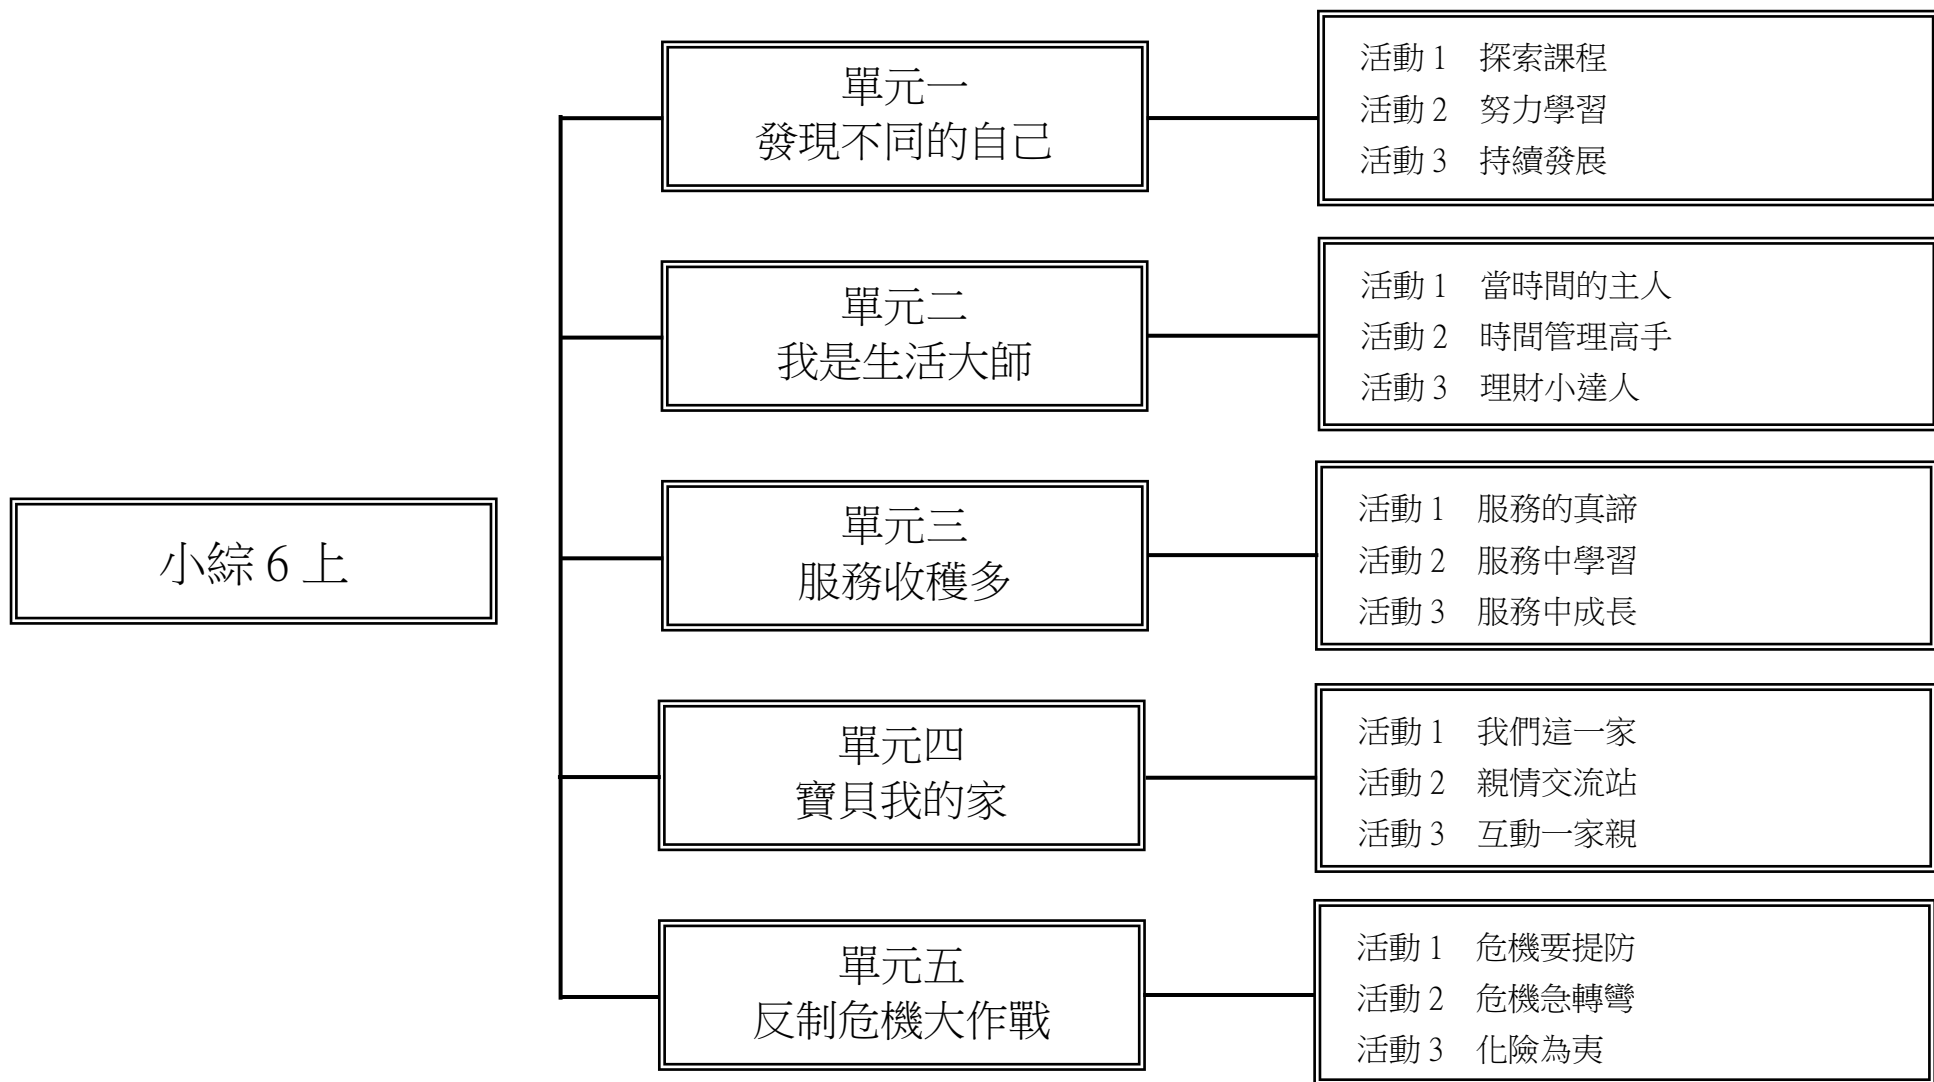 小綜 6 上
單元一
發現不同的自己
活動 1 探索課程
活動 2 努力學習
活動 3 持續發展
單元二
我是生活大師
活動 1 當時間的主人
活動 2 時間管理高手
活動 3 理財小達人
單元三
服務收穫多
活動 1 服務的真諦
活動 2 服務中學習
活動 3 服務中成長
單元四
寶貝我的家
活動 1 我們這一家
活動 2 親情交流站
活動 3 互動一家親
單元五
反制危機大作戰
活動 1 危機要提防
活動 2 危機急轉彎
活動 3 化險為夷